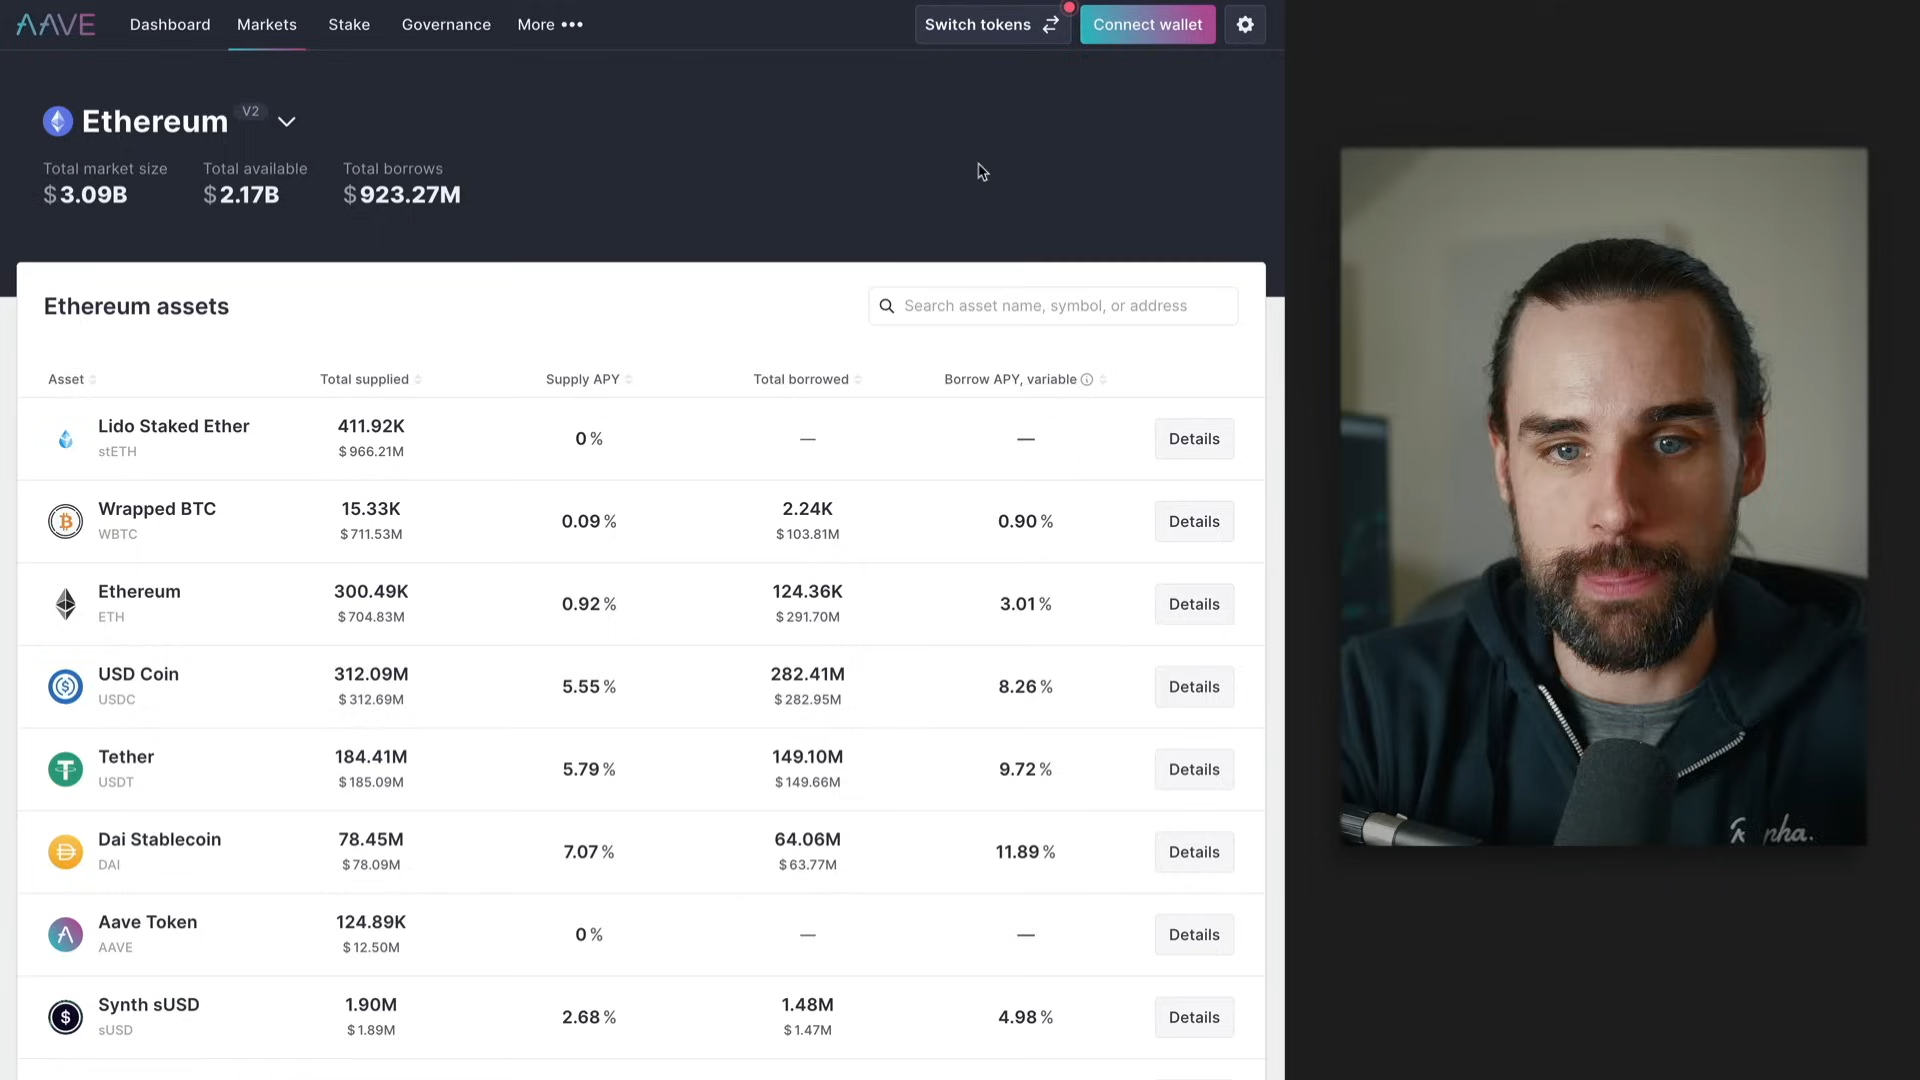 AAVE Dashboard Markets Stake Governance More ••• Switch tokens Connect wallet
Ethereum V2
Total market size Total available Total borrows
$3.09B $2.17B $923.27M
Ethereum assets Search asset name, symbol, or address
Asset Total supplied Supply APY Total borrowed Borrow APY, variable
Lido Staked Ether 411.92K 0% — — Details
stETH $966.21M
Wrapped BTC 15.33K 0.09% 2.24K 0.90% Details
WBTC $711.53M $103.81M
Ethereum 300.49K 0.92% 124.36K 3.01% Details
ETH $704.83M $291.70M
USD Coin 312.09M 5.55% 282.41M 8.26% Details
USDC $312.69M $282.95M
Tether 184.41M 5.79% 149.10M 9.72% Details
USDT $185.09M $149.66M
Dai Stablecoin 78.45M 7.07% 64.06M 11.89% Details
DAI $78.09M $63.77M
Aave Token 124.89K 0% — — Details
AAVE $12.50M
Synth sUSD 1.90M 2.68% 1.48M 4.98% Details
sUSD $1.89M $1.47M